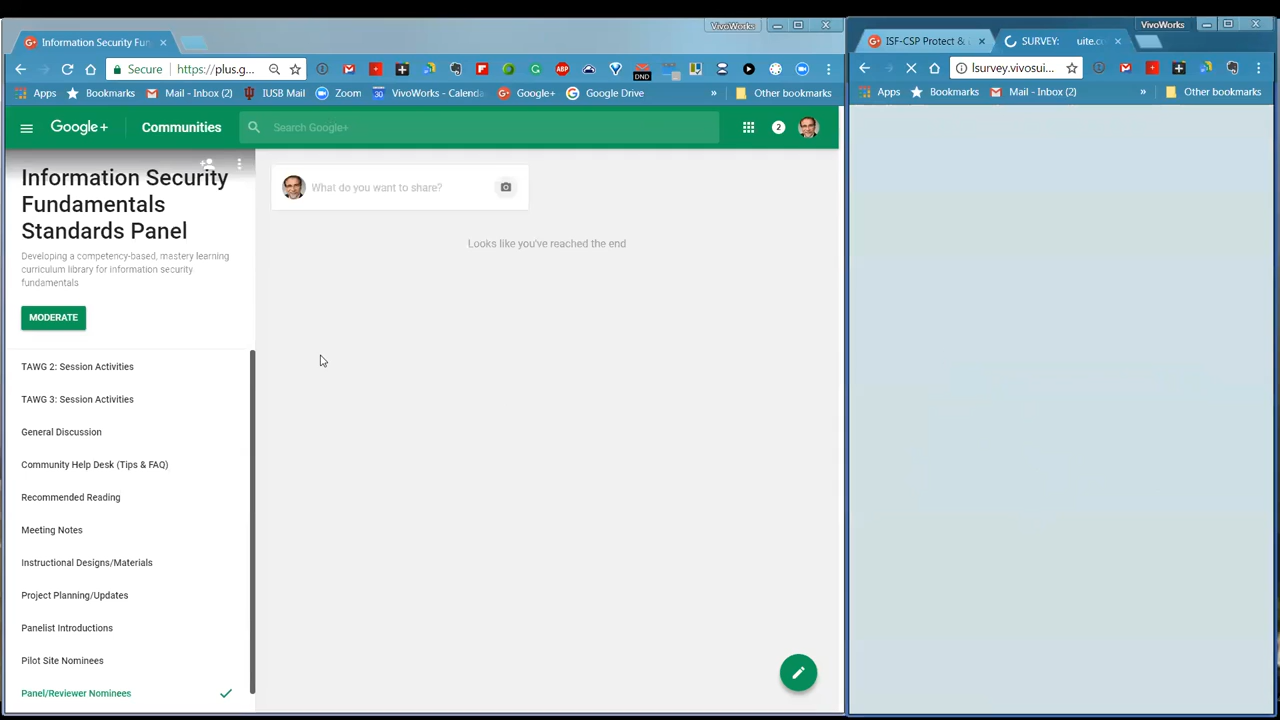 VivoWorks
Information Security Fun
Secure
https://plus.g
DND
Apps
Bookmarks
Mail - Inbox (2)
IUSB Mail
Zoom
VivoWorks - Calenda
Google+
Google Drive
»
Other bookmarks
Google+
Communities
Search Google+
2
Information Security
Fundamentals
Standards Panel
Developing a competency-based, mastery learning
curriculum library for information security
fundamentals
MODERATE
TAWG 2: Session Activities
TAWG 3: Session Activities
General Discussion
Community Help Desk (Tips & FAQ)
Recommended Reading
Meeting Notes
Instructional Designs/Materials
Project Planning/Updates
Panelist Introductions
Pilot Site Nominees
Panel/Reviewer Nominees
What do you want to share?
Looks like you've reached the end
VivoWorks
ISF-CSP Protect &
SURVEY: uite.c
lsurvey.vivosui...
Apps
Bookmarks
Mail - Inbox (2)
»
Other bookmarks